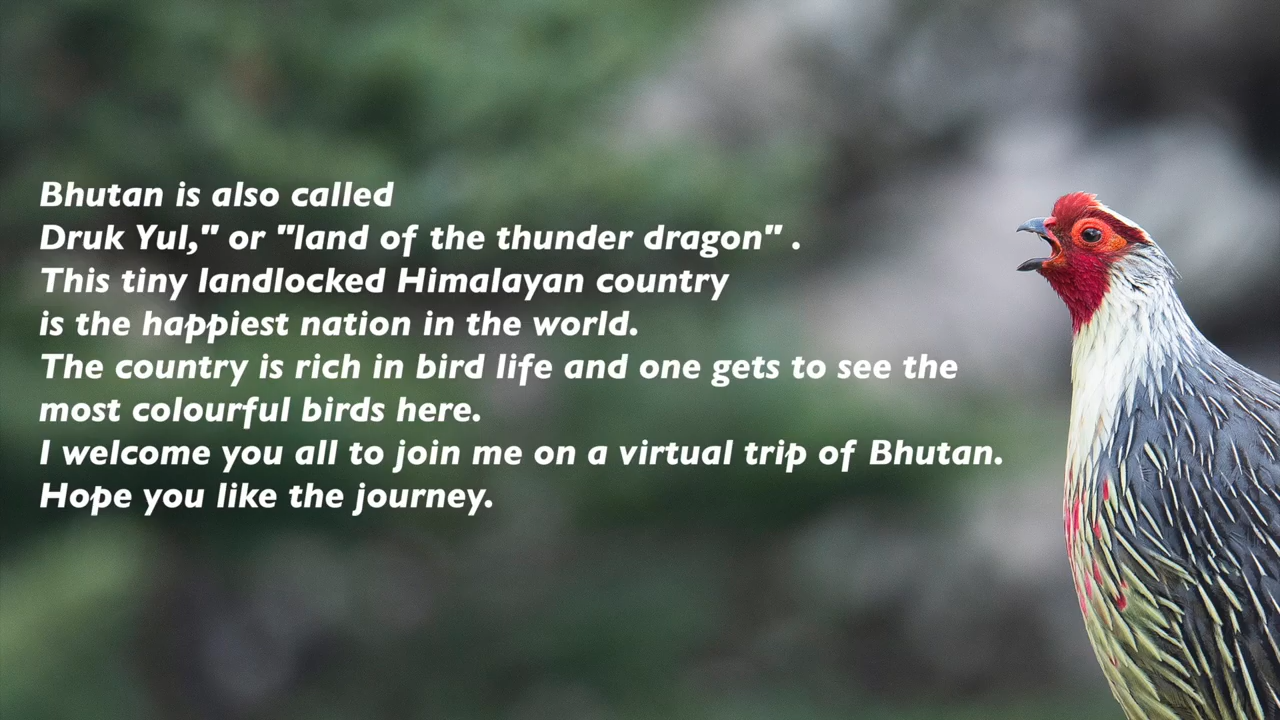 Bhutan is also called
Druk Yul," or "land of the thunder dragon" .
This tiny landlocked Himalayan country
is the happiest nation in the world.
The country is rich in bird life and one gets to see the
most colourful birds here.
I welcome you all to join me on a virtual trip of Bhutan.
Hope you like the journey.